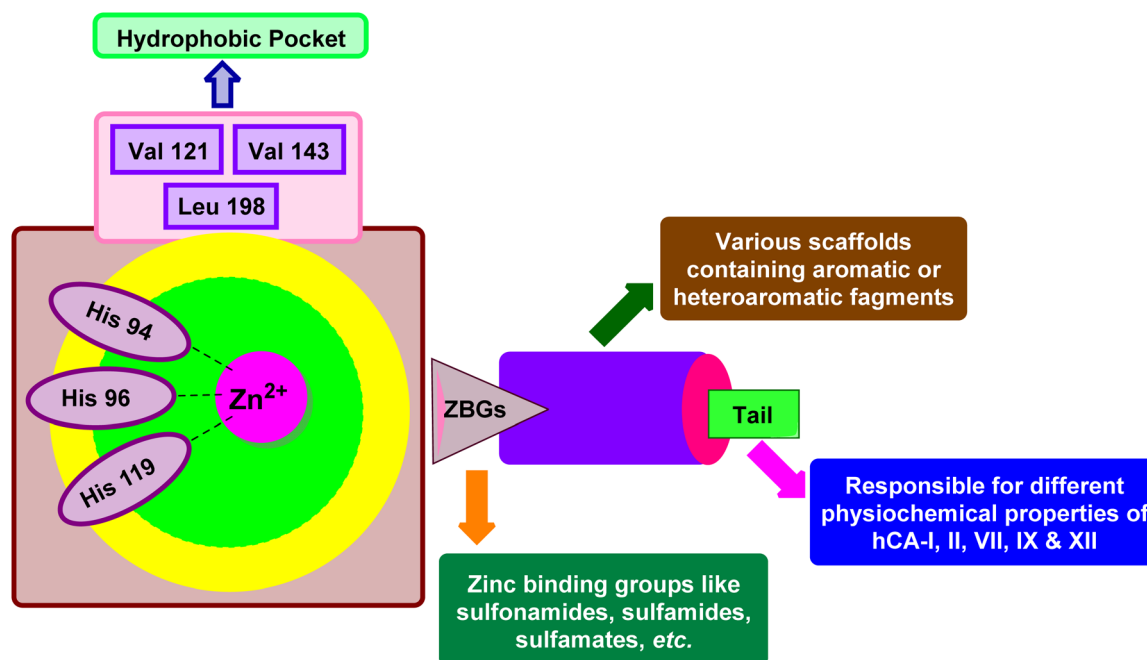 Hydrophobic Pocket
Val 121
Val 143
Leu 198
His 94
His 96
His 119
Zn²⁺
ZBGs
Tail
Various scaffolds
containing aromatic or
heteroaromatic fagments
Responsible for different
physiochemical properties of
hCA-I, II, VII, IX & XII
Zinc binding groups like
sulfonamides, sulfamides,
sulfamates, etc.